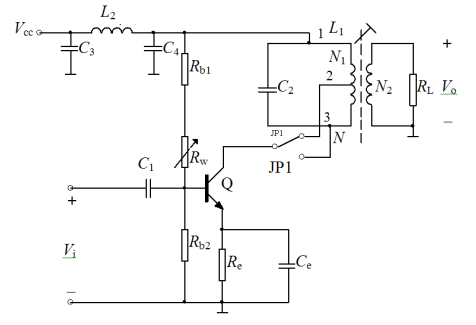 L2
Vcc
C3
C4
Rb1
1 L1
N1
2
C2
N2
RL
+
Vo
−
3
N
JP1
JP1
Rw
C1
Q
+
Vi
−
Rb2
Re
Ce